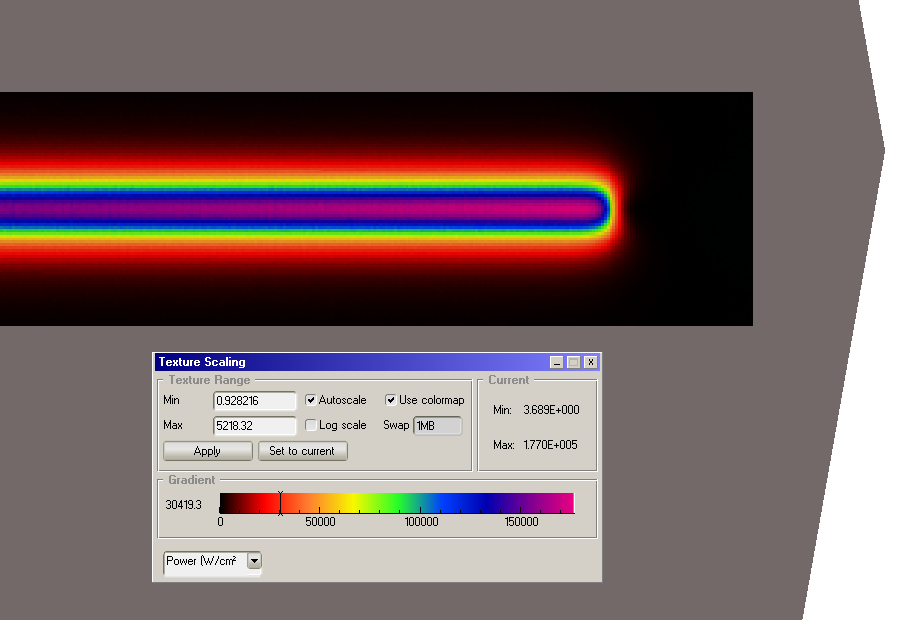 Texture Scaling
Texture Range
Current
Min 0.928216 Autoscale Use colormap
Min: 3.689E+000
Max 5218.32 Log scale Swap 1MB
Max: 1.770E+005
Apply Set to current
Gradient
30419.3
0 50000 100000 150000
Power (W/cm²